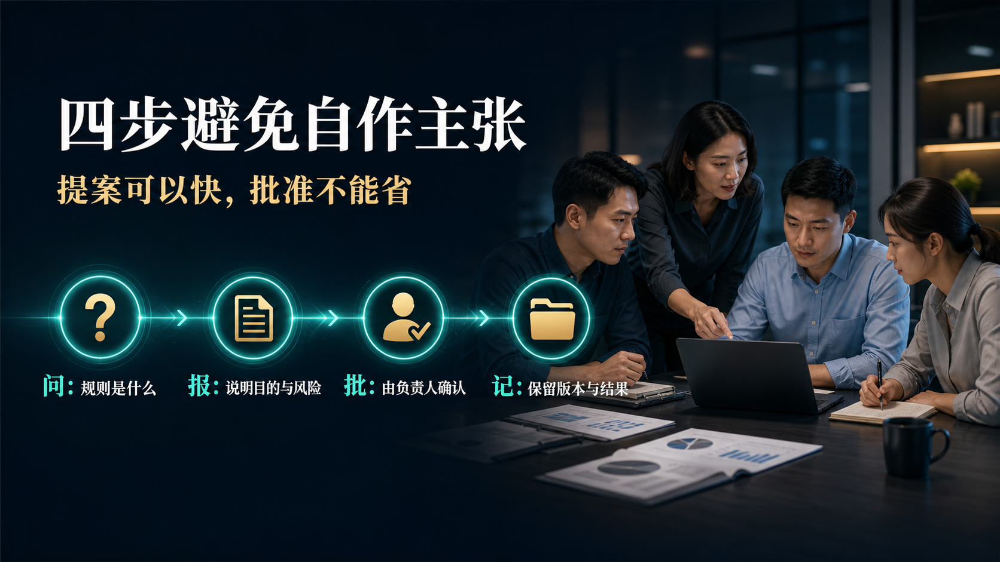 四步避免自作主张
提案可以快，批准不能省
问：规则是什么
报：说明目的与风险
批：由负责人确认
记：保留版本与结果